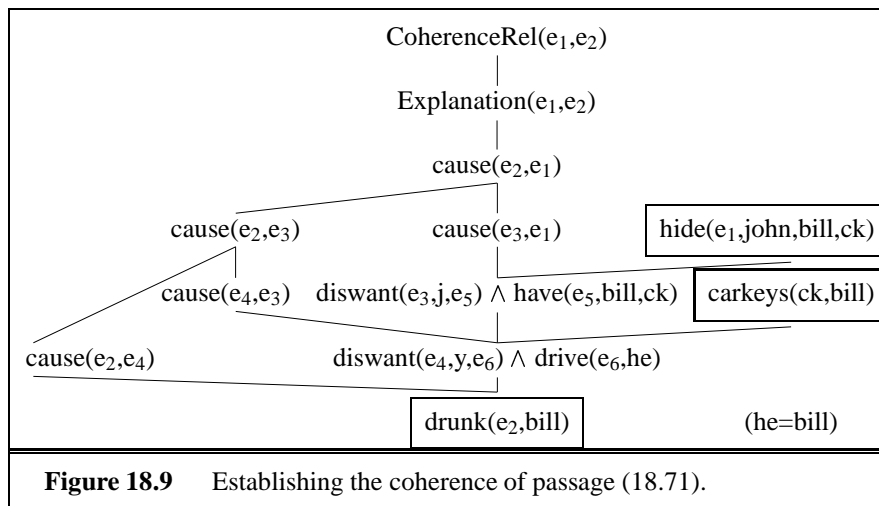 CoherenceRel(e₁,e₂)
Explanation(e₁,e₂)
cause(e₂,e₁)
cause(e₂,e₃) cause(e₃,e₁) hide(e₁,john,bill,ck)
cause(e₄,e₃) diswant(e₃,j,e₅) ∧ have(e₅,bill,ck) carkeys(ck,bill)
cause(e₂,e₄) diswant(e₄,y,e₆) ∧ drive(e₆,he)
drunk(e₂,bill) (he=bill)
Figure 18.9 Establishing the coherence of passage (18.71).